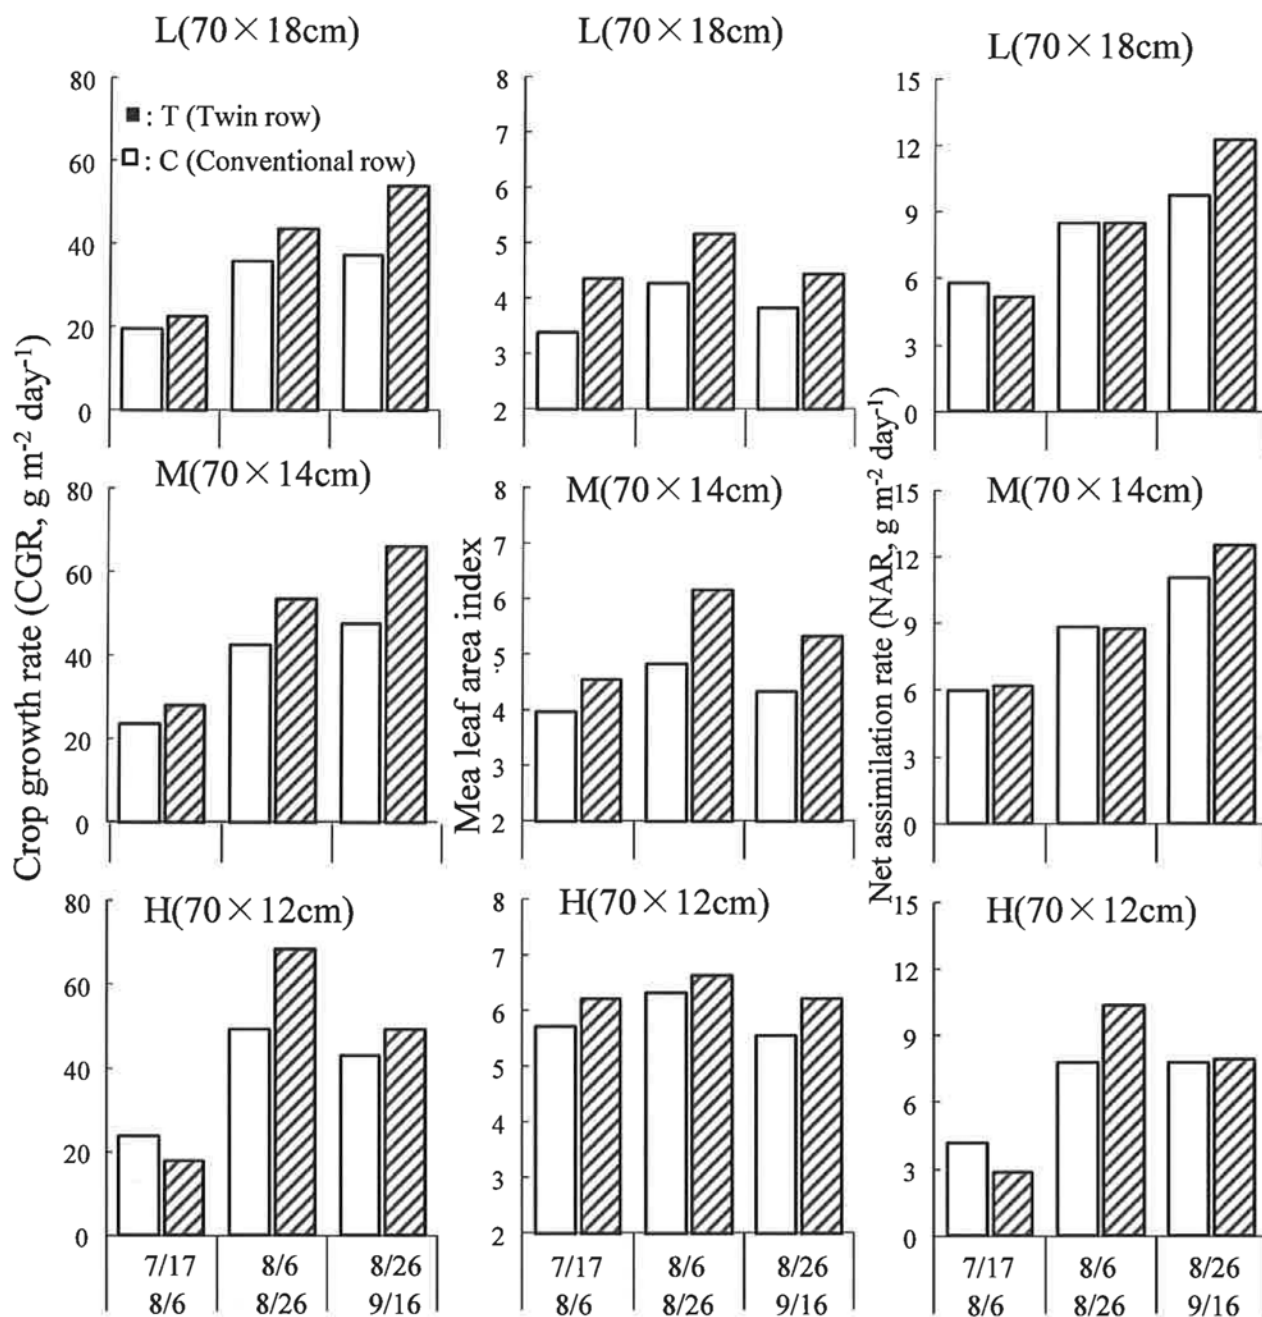 L(70×18cm)
L(70×18cm)
L(70×18cm)
■: T (Twin row)
□: C (Conventional row)
80
60
40
20
0
8
7
6
5
4
3
2
15
12
9
6
3
0
Crop growth rate (CGR, g m⁻² day⁻¹)
Mea leaf area index
Net assimilation rate (NAR, g m⁻² day⁻¹)
M(70×14cm)
M(70×14cm)
M(70×14cm)
80
60
40
20
0
8
7
6
5
4
3
2
15
12
9
6
3
0
H(70×12cm)
H(70×12cm)
H(70×12cm)
80
60
40
20
0
8
7
6
5
4
3
2
15
12
9
6
3
0
7/17 8/6 8/26
8/6 8/26 9/16
7/17 8/6 8/26
8/6 8/26 9/16
7/17 8/6 8/26
8/6 8/26 9/16